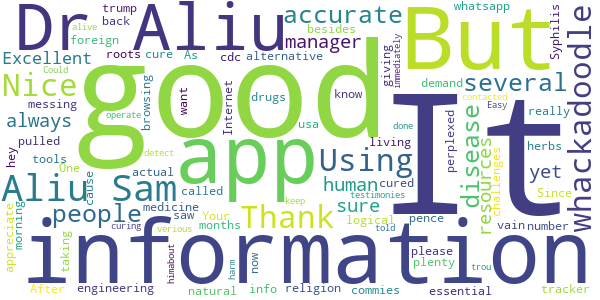 Dr Aliu
good
But
It
app
information
Aliu Sam
Using
Thank
Nice
people
accurate
manager
several
whackadoodle
disease
resources
human
sure
yet
always
Excellent
trump
back
foreign
roots
cure
As
cdc
alternative
besides
whatsapp
giving
immediately
Syphilis
alive
Could
operate
messing
browsing
usa
Internet
drugs
want
know
demand
really
herbs
Easy
contacted
perplexed
hey
pulled
tools
One
detect
morning
appreciate
After
taking
engineering
cause
actual
medicine
Your
saw
months
natural
called
living
cured
done
testimonies
logical
told
pence
please
plenty
vain
number
Since
challenges
curing
verious
info
now
harm
religion
himabout
keep
commies
essential
trou
tracker